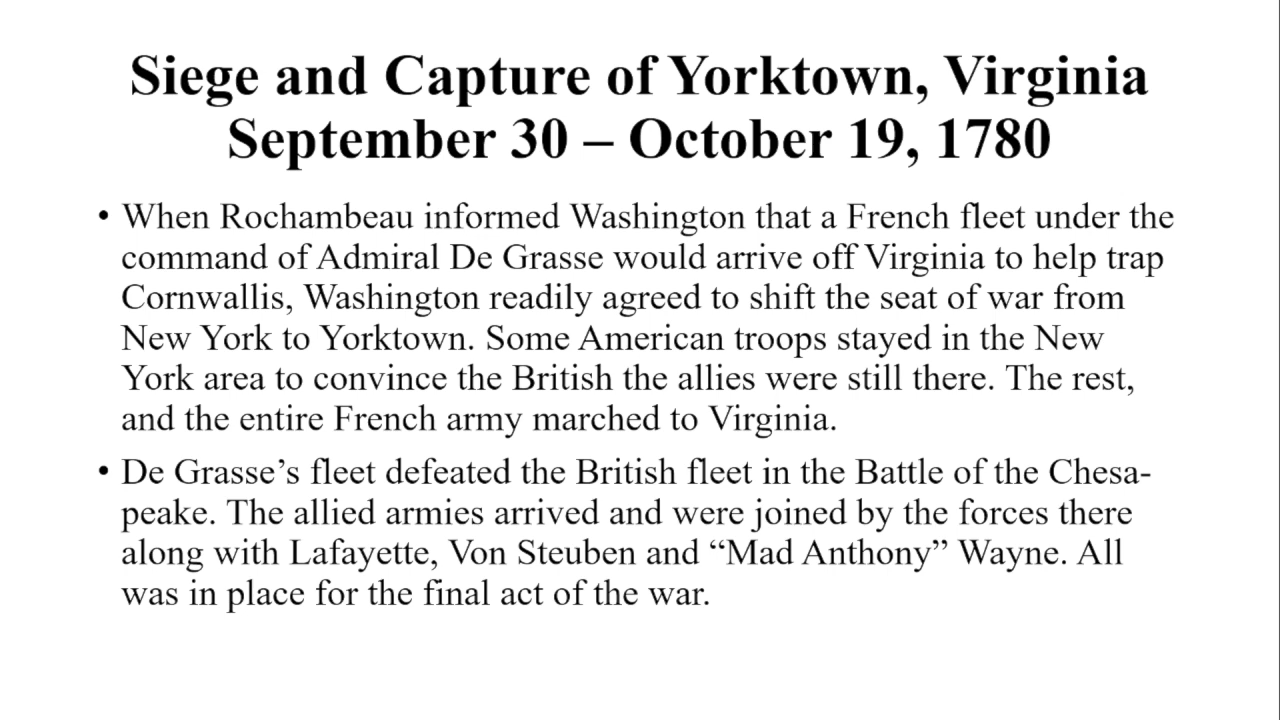 Siege and Capture of Yorktown, Virginia
September 30 – October 19, 1780
• When Rochambeau informed Washington that a French fleet under the
command of Admiral De Grasse would arrive off Virginia to help trap
Cornwallis, Washington readily agreed to shift the seat of war from
New York to Yorktown. Some American troops stayed in the New
York area to convince the British the allies were still there. The rest,
and the entire French army marched to Virginia.
• De Grasse’s fleet defeated the British fleet in the Battle of the Chesa-
peake. The allied armies arrived and were joined by the forces there
along with Lafayette, Von Steuben and “Mad Anthony” Wayne. All
was in place for the final act of the war.